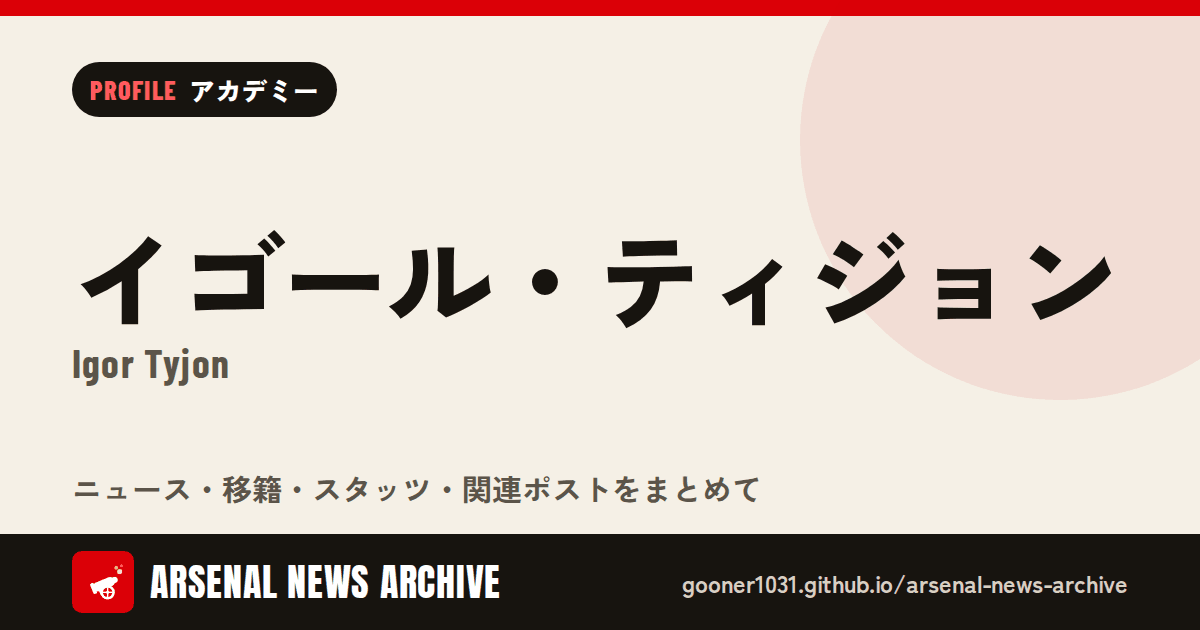 PROFILE アカデミー
イゴール・ティジョン
Igor Tyjon
ニュース・移籍・スタッツ・関連ポストをまとめて
ARSENAL NEWS ARCHIVE
gooner1031.github.io/arsenal-news-archive